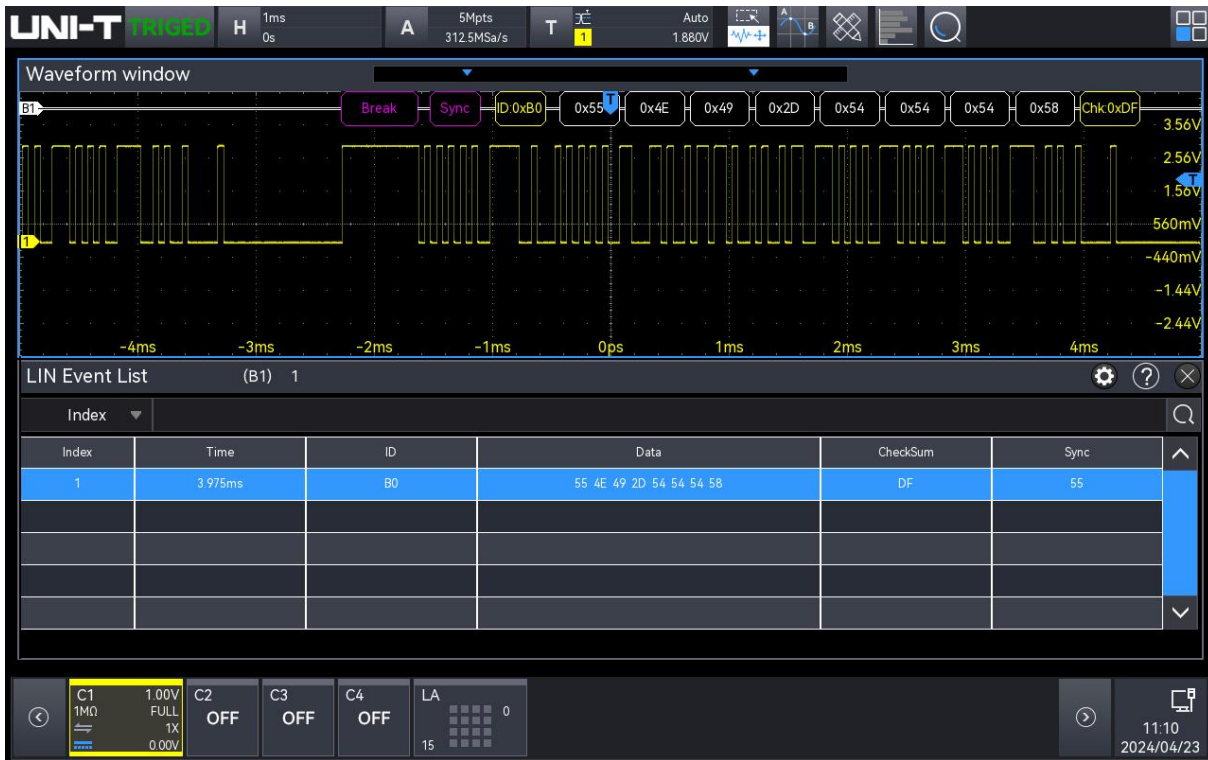 UNI-T TRIGED H 1ms 0s A 5Mpts 312.5MSa/s T 1 Auto 1.880V A B
Waveform window
B1 Break Sync ID:0xB0 0x55 T 0x4E 0x49 0x2D 0x54 0x54 0x54 0x58 Chk:0xDF
3.56V
2.56V
T
1.56V
560mV
1
-440mV
-1.44V
-2.44V
-4ms -3ms -2ms -1ms 0ps 1ms 2ms 3ms 4ms
LIN Event List (B1) 1 ?
Index
Index Time ID Data CheckSum Sync
1 3.975ms B0 55 4E 49 2D 54 54 54 58 DF 55
C1 1.00V C2 C3 C4 LA
1MΩ FULL OFF OFF OFF 0
1X
0.00V 15
11:10
2024/04/23